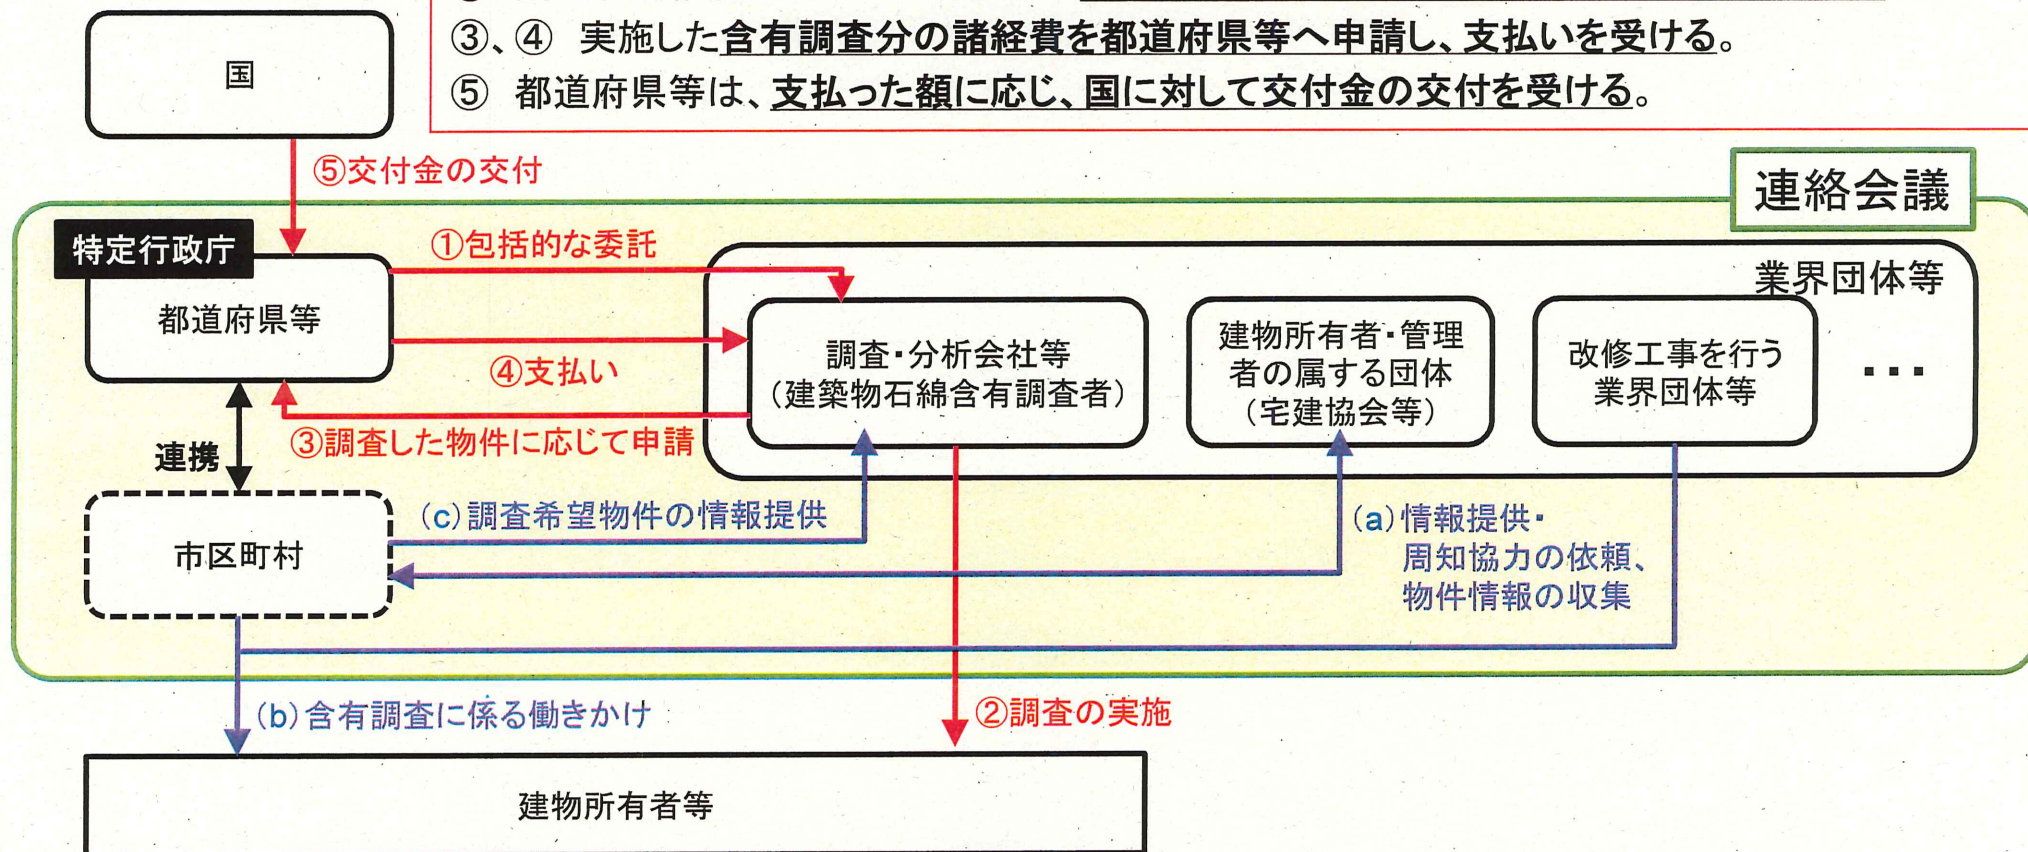 ③、④ 実施した含有調査分の諸経費を都道府県等へ申請し、支払いを受ける。
⑤ 都道府県等は、支払った額に応じ、国に対して交付金の交付を受ける。
国
⑤交付金の交付
連絡会議
特定行政庁
都道府県等
①包括的な委託
④支払い
③調査した物件に応じて申請
業界団体等
調査・分析会社等
(建築物石綿含有調査者)
建物所有者・管理
者の属する団体
(宅建協会等)
改修工事を行う
業界団体等
・・・
連携
市区町村
(c)調査希望物件の情報提供
(a)情報提供・
周知協力の依頼、
物件情報の収集
(b)含有調査に係る働きかけ
②調査の実施
建物所有者等